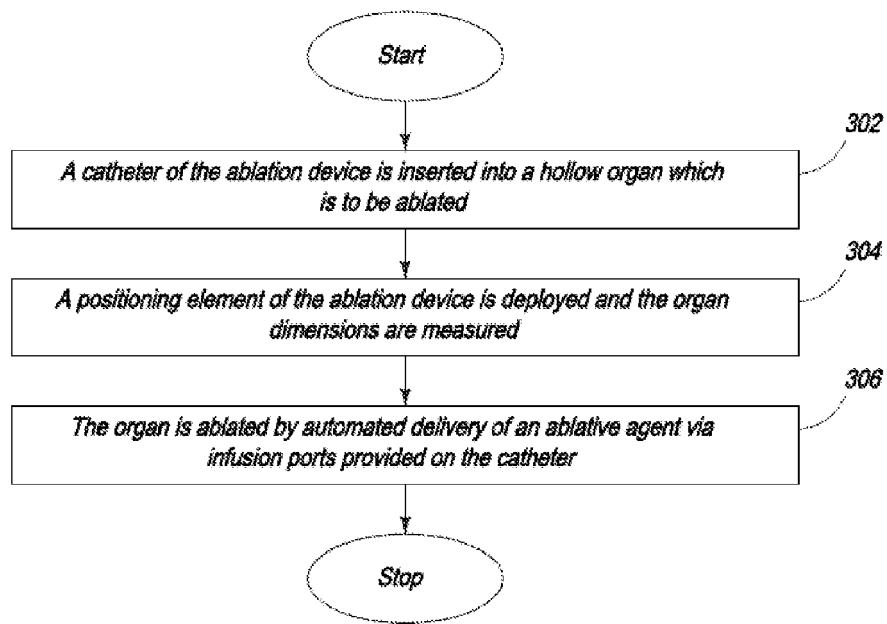 Start
302
A catheter of the ablation device is inserted into a hollow organ which
is to be ablated
304
A positioning element of the ablation device is deployed and the organ
dimensions are measured
306
The organ is ablated by automated delivery of an ablative agent via
infusion ports provided on the catheter
Stop